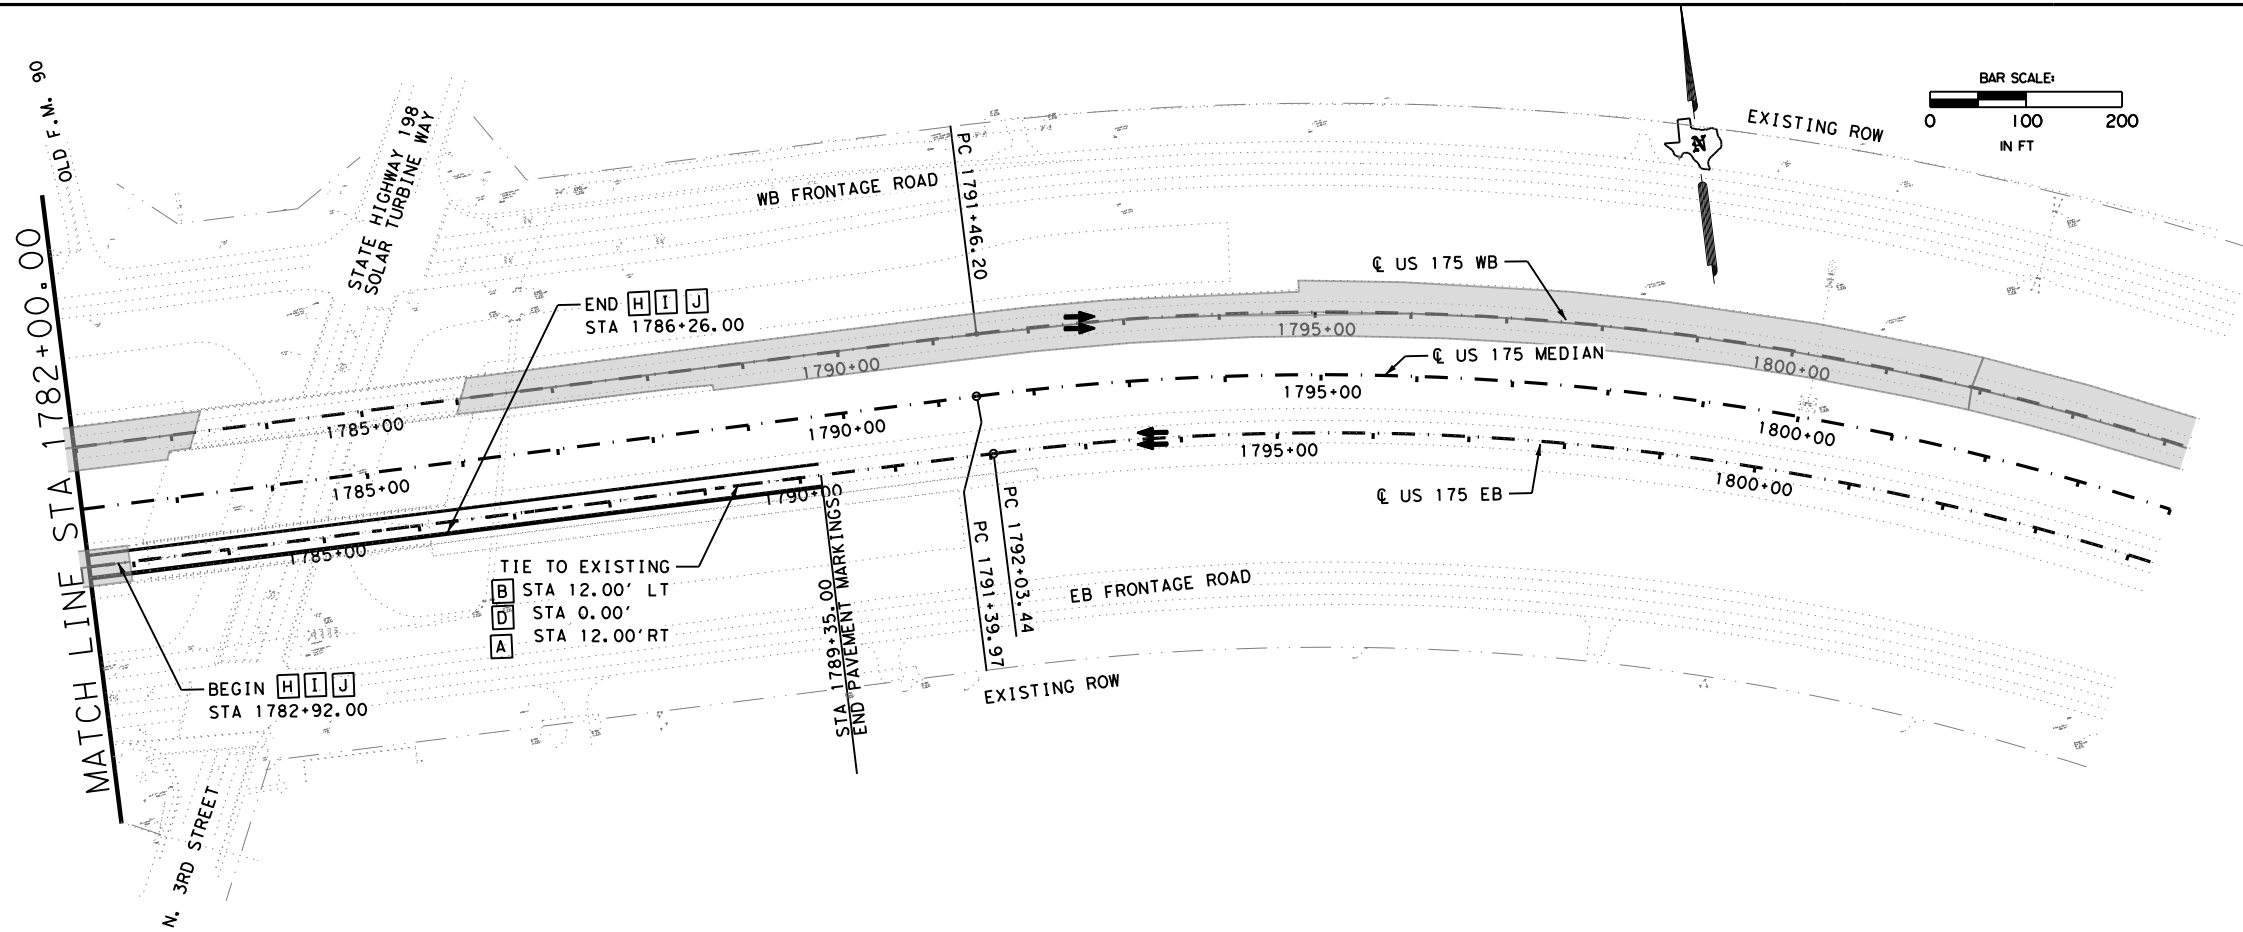 BAR SCALE:
0 100 200
IN FT
N
EXISTING ROW
OLD F.M. 90
STATE HIGHWAY 198
SOLAR TURBINE WAY
WB FRONTAGE ROAD
PC 1791+46.20
MATCH LINE STA 1782+00.00
END H I J
STA 1786+26.00
℄ US 175 WB
1785+00
1790+00
1795+00
1800+00
℄ US 175 MEDIAN
1785+00
1790+00
1795+00
1800+00
℄ US 175 EB
1785+00
1790+00
1795+00
1800+00
TIE TO EXISTING
B STA 12.00' LT
D STA 0.00'
A STA 12.00'RT
STA 1789+35.00
END PAVEMENT MARKINGS
PC 1791+39.97
PC 1792+03.44
EB FRONTAGE ROAD
EXISTING ROW
BEGIN H I J
STA 1782+92.00
N. 3RD STREET